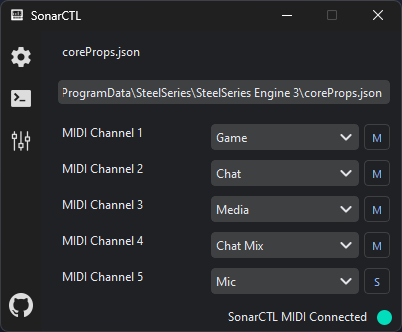 SonarCTL
coreProps.json
ProgramData\SteelSeries\SteelSeries Engine 3\coreProps.json
MIDI Channel 1 Game M
MIDI Channel 2 Chat M
MIDI Channel 3 Media M
MIDI Channel 4 Chat Mix M
MIDI Channel 5 Mic S
SonarCTL MIDI Connected